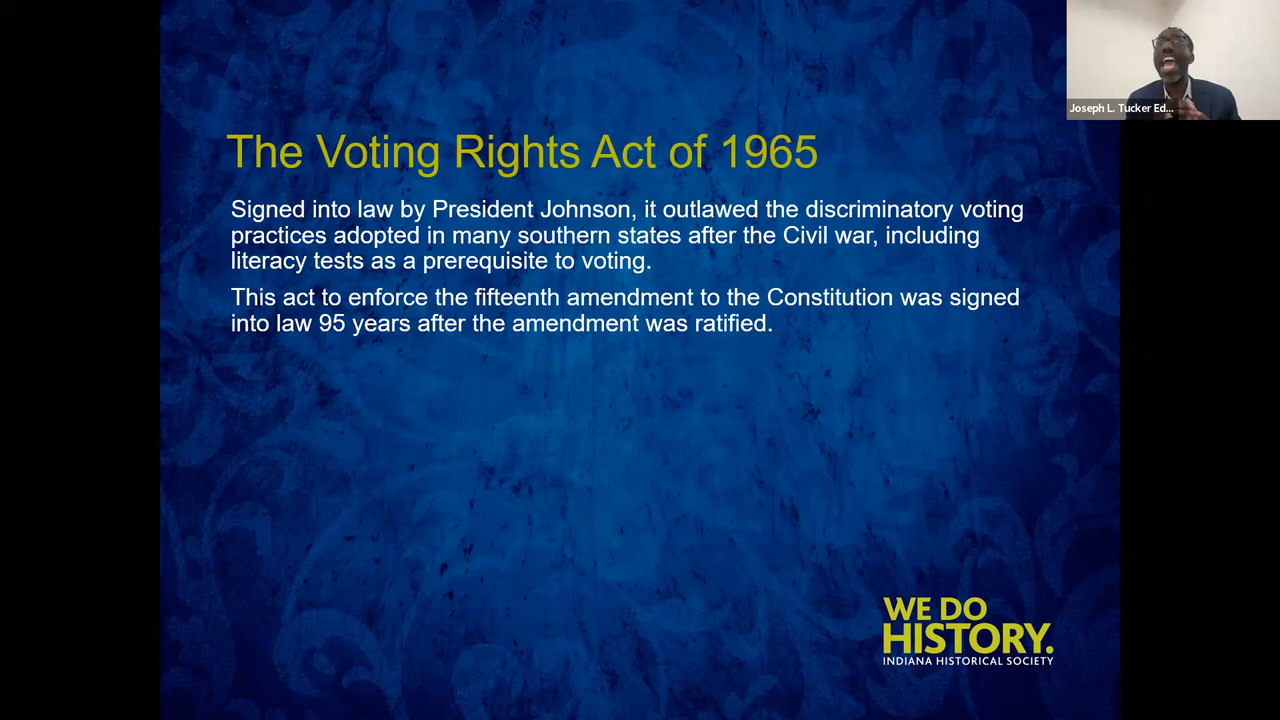 Joseph L. Tucker Ed...
The Voting Rights Act of 1965
Signed into law by President Johnson, it outlawed the discriminatory voting
practices adopted in many southern states after the Civil war, including
literacy tests as a prerequisite to voting.
This act to enforce the fifteenth amendment to the Constitution was signed
into law 95 years after the amendment was ratified.
WE DO
HISTORY.
INDIANA HISTORICAL SOCIETY